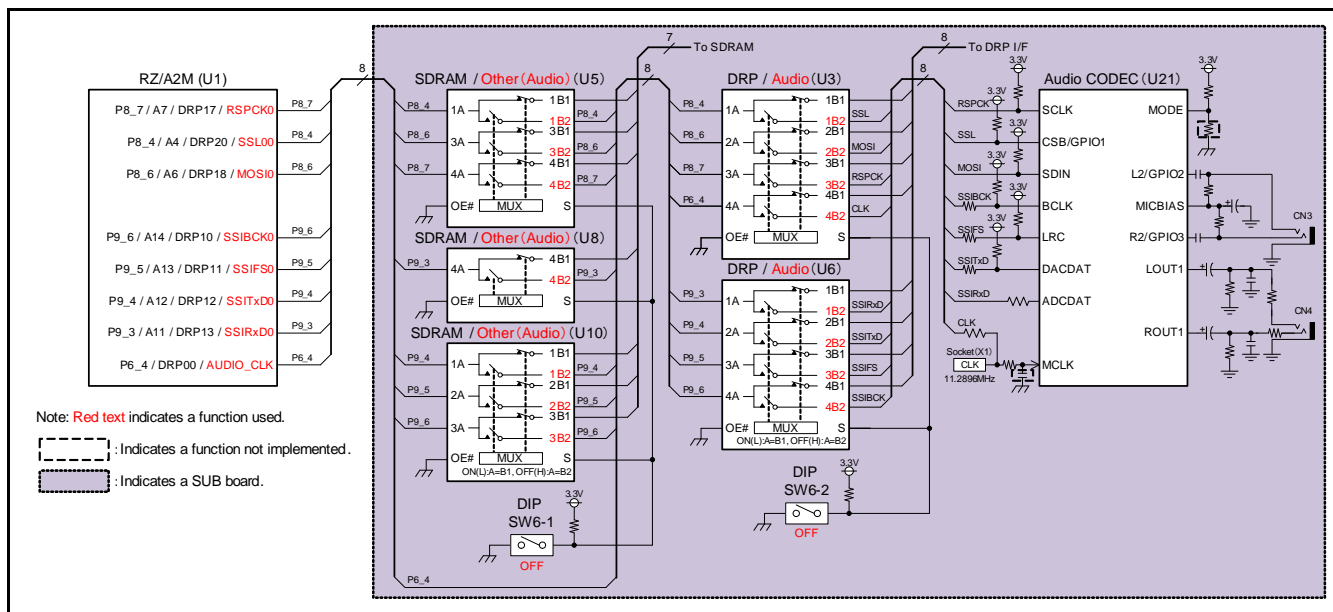 RZ/A2M (U1)
P8_7 / A7 / DRP17 / RSPCK0
P8_4 / A4 / DRP20 / SSL00
P8_6 / A6 / DRP18 / MOSI0
P9_6 / A14 / DRP10 / SSIBCK0
P9_5 / A13 / DRP11 / SSIFS0
P9_4 / A12 / DRP12 / SSITxD0
P9_3 / A11 / DRP13 / SSIRxD0
P6_4 / DRP00 / AUDIO_CLK
P8_7
P8_4
P8_6
P9_6
P9_5
P9_4
P9_3
P6_4
8
Note: Red text indicates a function used.
: Indicates a function not implemented.
: Indicates a SUB board.
SDRAM / Other(Audio) (U5)
P8_4
P8_6
P8_7
1A
3A
4A
OE#
MUX
1B1
1B2
3B1
3B2
4B1
4B2
S
P8_4
P8_6
P8_7
SDRAM / Other(Audio) (U8)
P9_3
4A
OE#
MUX
4B1
4B2
S
P9_3
SDRAM / Other(Audio) (U10)
P9_4
P9_5
P9_6
1A
2A
3A
OE#
MUX
1B1
1B2
2B1
2B2
3B1
3B2
S
ON(L):A=B1, OFF(H):A=B2
P9_4
P9_5
P9_6
DIP
SW6-1
OFF
3.3V
P6_4
7
To SDRAM
8
DRP / Audio (U3)
P8_4
P8_6
P8_7
P6_4
1A
2A
3A
4A
OE#
MUX
1B1
1B2
2B1
2B2
3B1
3B2
4B1
4B2
S
SSL
MOSI
RSPCK
CLK
DRP / Audio (U6)
P9_3
P9_4
P9_5
P9_6
1A
2A
3A
4A
OE#
MUX
1B1
1B2
2B1
2B2
3B1
3B2
4B1
4B2
S
ON(L):A=B1, OFF(H):A=B2
SSIRxD
SSITxD
SSIFS
SSIBCK
DIP
SW6-2
OFF
3.3V
8
To DRP I/F
8
Audio CODEC (U21)
RSPCK
SSL
MOSI
SSIBCK
SSIFS
SSITxD
SSIRxD
CLK
3.3V
3.3V
3.3V
3.3V
3.3V
3.3V
Socket(X1)
CLK
11.2896MHz
SCLK
CSB/GPIO1
SDIN
BCLK
LRC
DACDAT
ADCDAT
MCLK
MODE
L2/GPIO2
MICBIAS
R2/GPIO3
LOUT1
ROUT1
3.3V
CN3
CN4